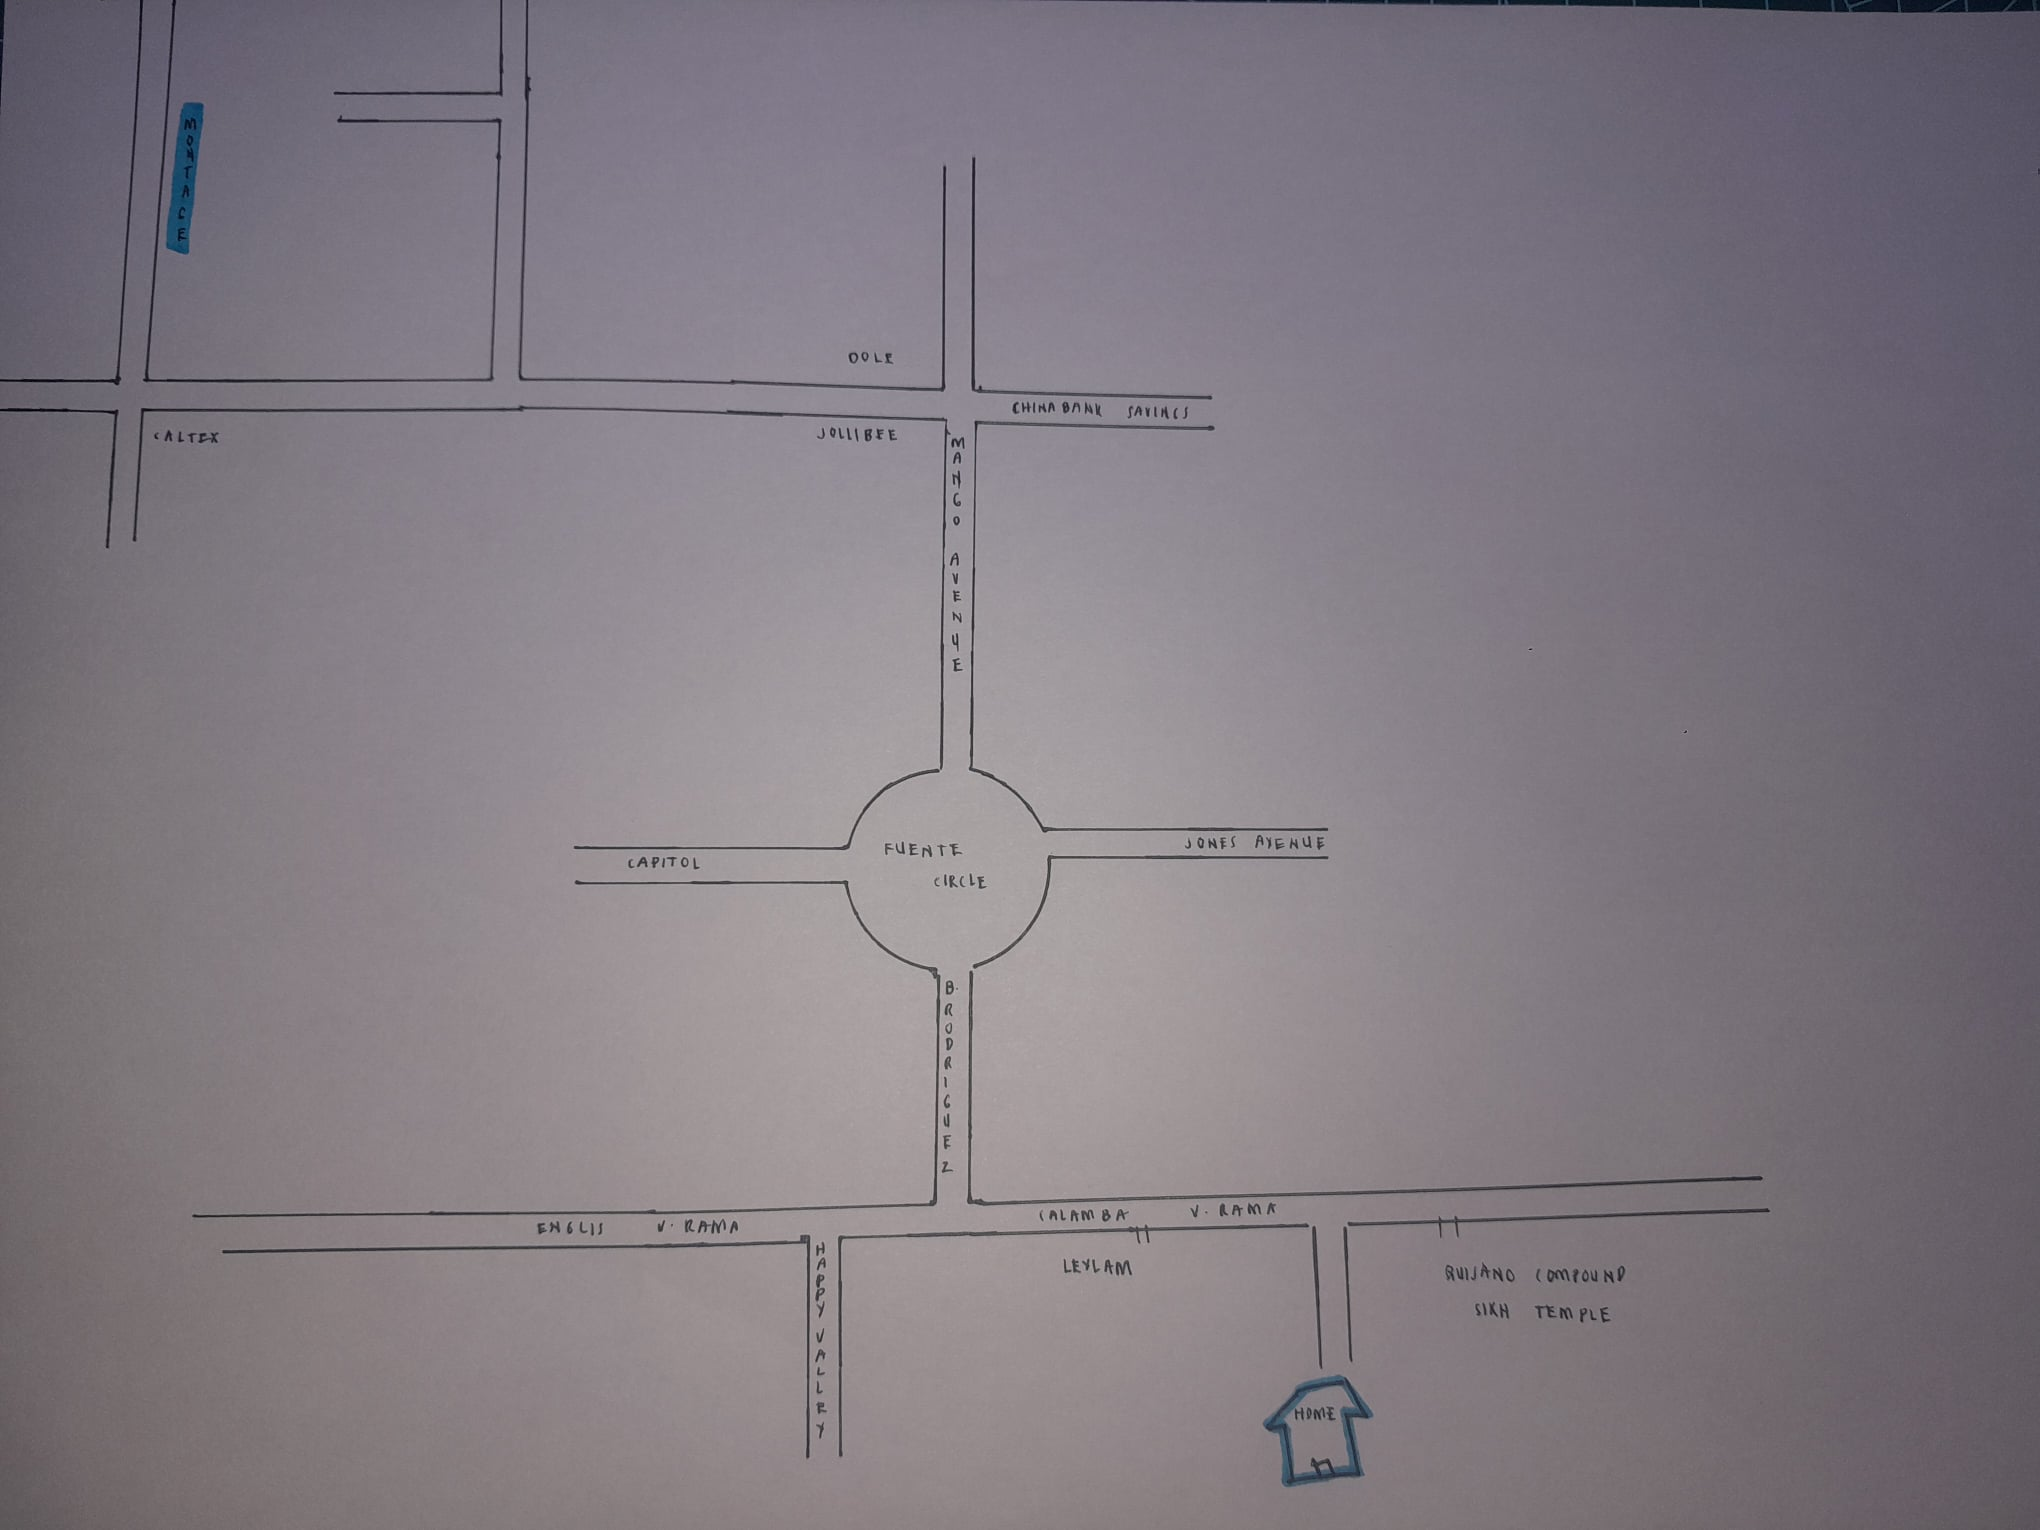 MONTAGE
DOLE
CHINA BANK SAVINGS
CALTEX
JOLLIBEE
MANGO AVENUE
FUENTE
CIRCLE
CAPITOL
JONES AVENUE
B. RODRIGUEZ
ENGLIS V. RAMA
CALAMBA V. RAMA
HAPPY VALLEY
LEYLAM
QUIJANO COMPOUND
SIKH TEMPLE
HOME